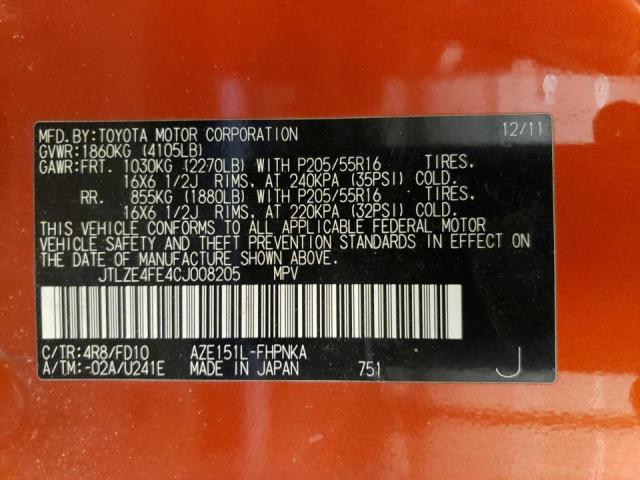 MFD.BY:TOYOTA MOTOR CORPORATION 12/11
GVWR:1860KG (4105LB)
GAWR:FRT. 1030KG (2270LB) WITH P205/55R16 TIRES.
16X6 1/2J RIMS. AT 240KPA (35PSI) COLD.
RR. 855KG (1880LB) WITH P205/55R16 TIRES.
16X6 1/2J RIMS. AT 220KPA (32PSI) COLD.
THIS VEHICLE CONFORMS TO ALL APPLICABLE FEDERAL MOTOR
VEHICLE SAFETY AND THEFT PREVENTION STANDARDS IN EFFECT ON
THE DATE OF MANUFACTURE SHOWN ABOVE.
JTLZE4FE4CJ008205 MPV
C/TR:4R8/FD10 AZE151L-FHPNKA
A/TM:-02A/U241E MADE IN JAPAN 751 J